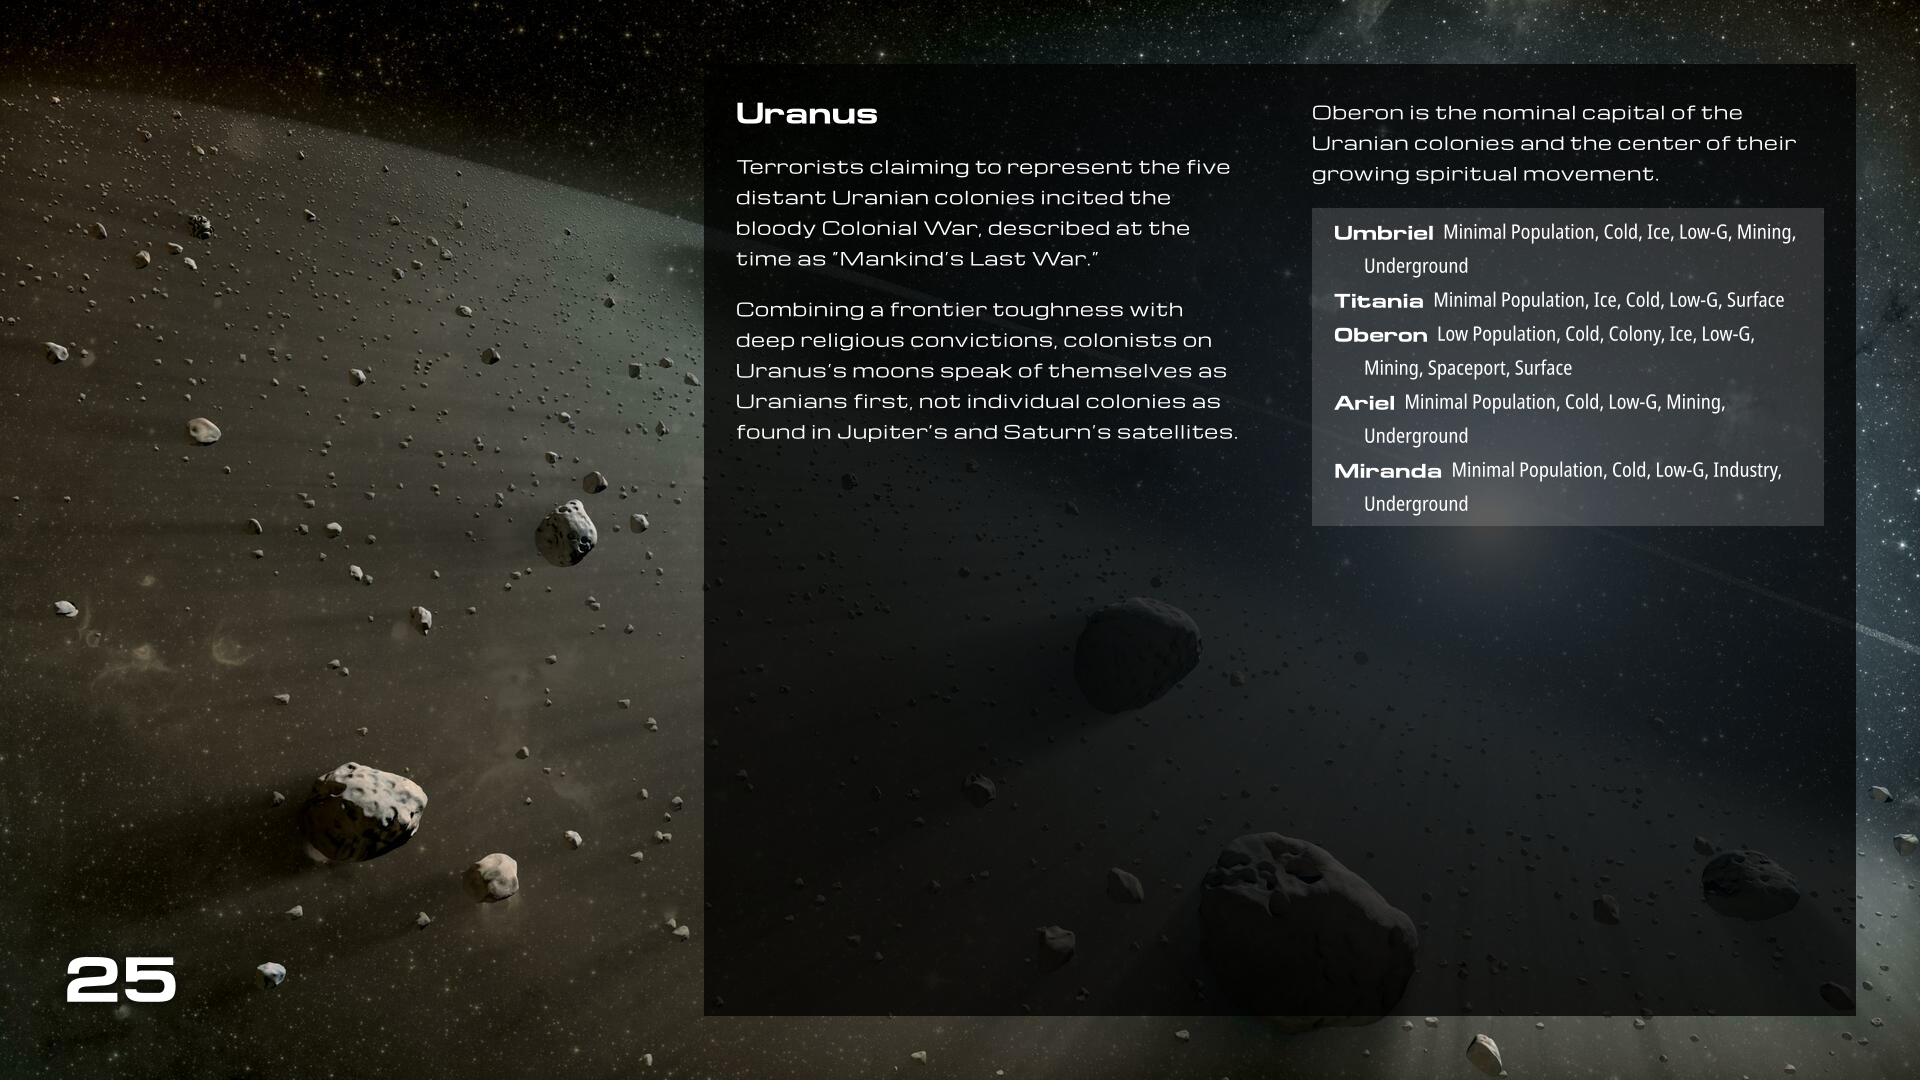 Uranus
Terrorists claiming to represent the five
distant Uranian colonies incited the
bloody Colonial War, described at the
time as "Mankind's Last War."
Combining a frontier toughness with
deep religious convictions, colonists on
Uranus's moons speak of themselves as
Uranians first, not individual colonies as
found in Jupiter's and Saturn's satellites.
Oberon is the nominal capital of the
Uranian colonies and the center of their
growing spiritual movement.
Umbriel Minimal Population, Cold, Ice, Low-G, Mining,
Underground
Titania Minimal Population, Ice, Cold, Low-G, Surface
Oberon Low Population, Cold, Colony, Ice, Low-G,
Mining, Spaceport, Surface
Ariel Minimal Population, Cold, Low-G, Mining,
Underground
Miranda Minimal Population, Cold, Low-G, Industry,
Underground
25